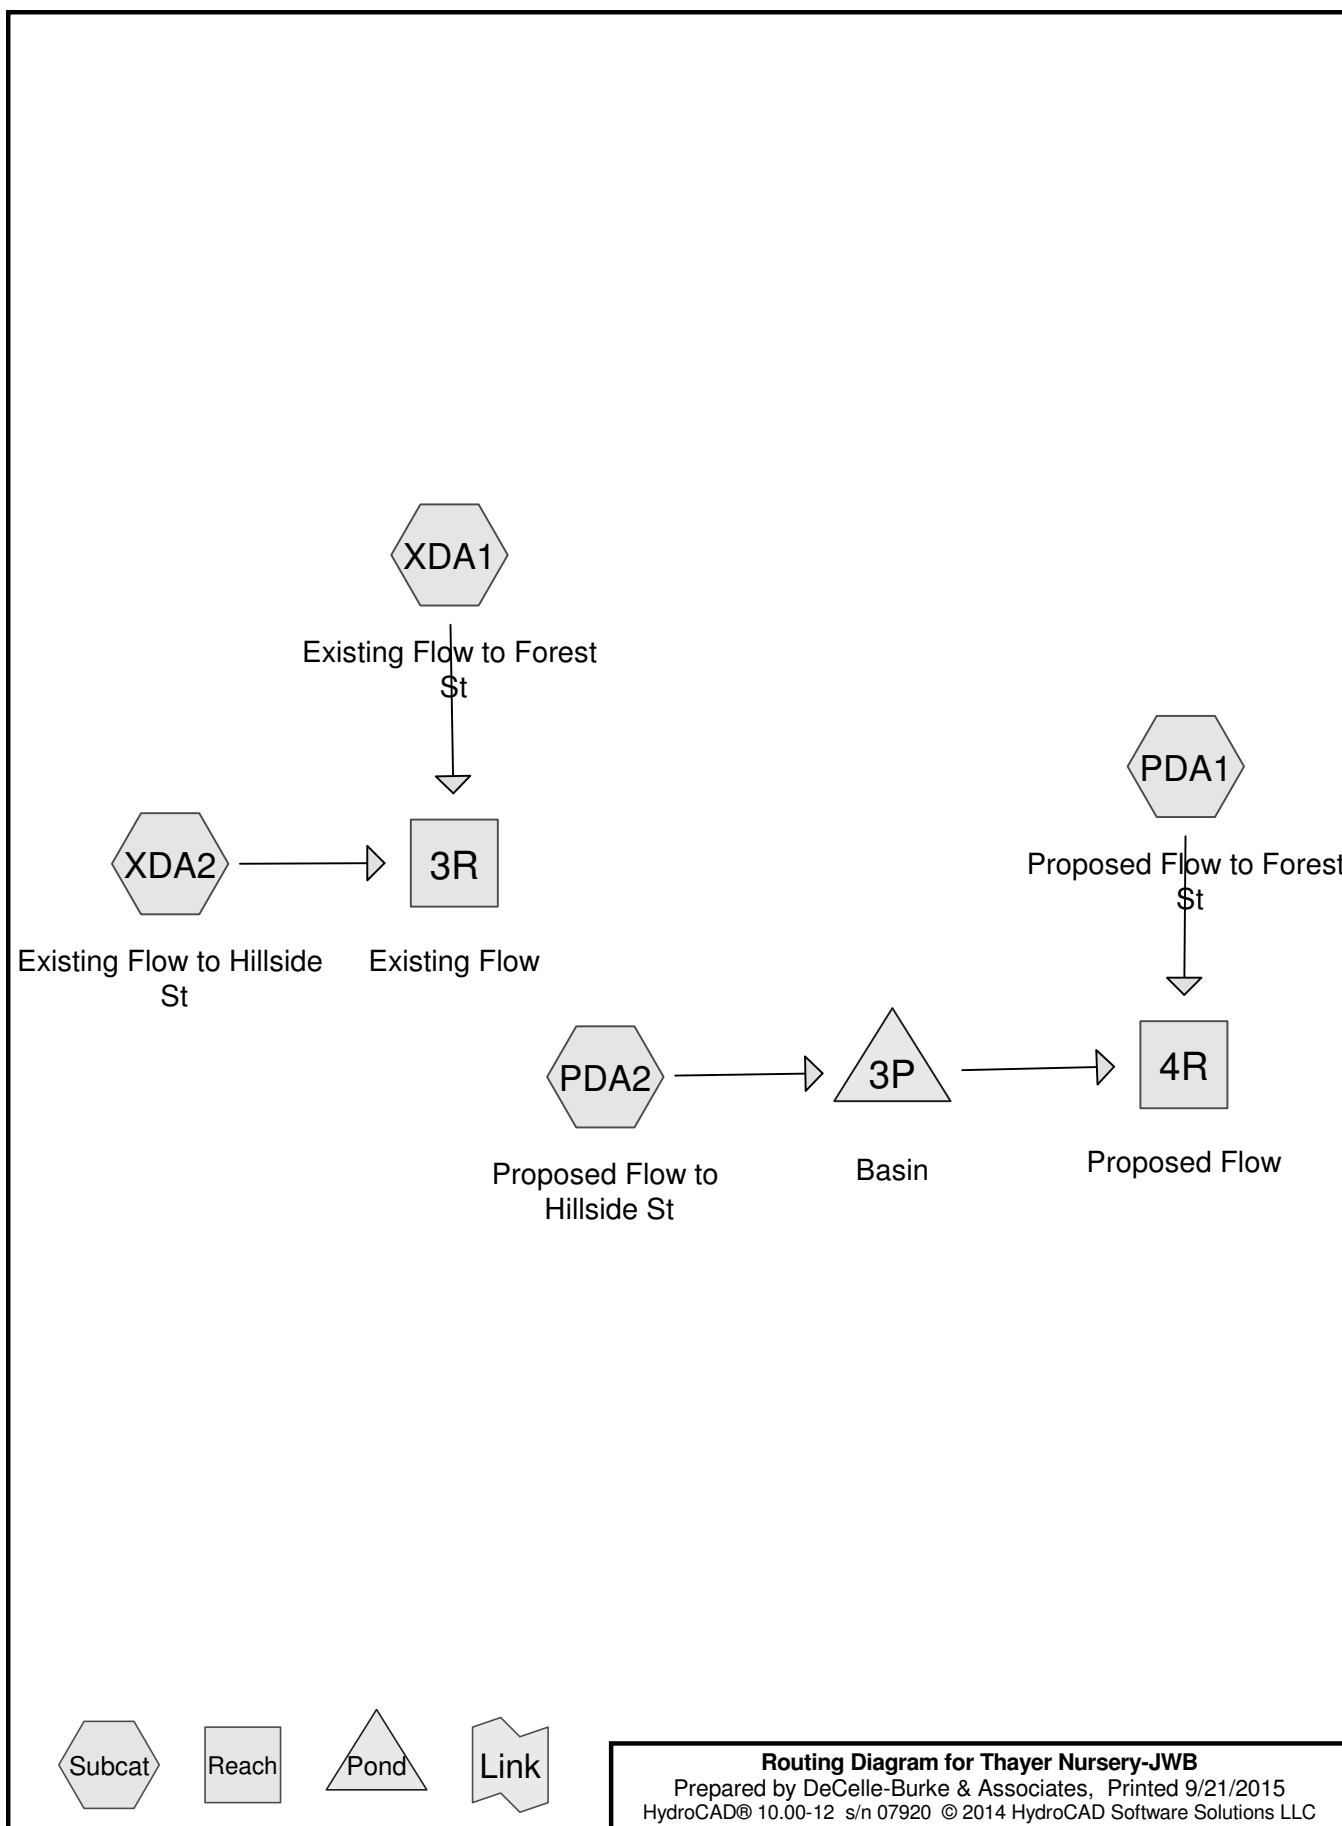 XDA1
Existing Flow to Forest
St
PDA1
Proposed Flow to Forest
St
XDA2
3R
Existing Flow to Hillside
St
Existing Flow
PDA2
3P
4R
Proposed Flow to
Hillside St
Basin
Proposed Flow
Subcat
Reach
Pond
Link
Routing Diagram for Thayer Nursery-JWB
Prepared by DeCelle-Burke & Associates, Printed 9/21/2015
HydroCAD® 10.00-12 s/n 07920 © 2014 HydroCAD Software Solutions LLC